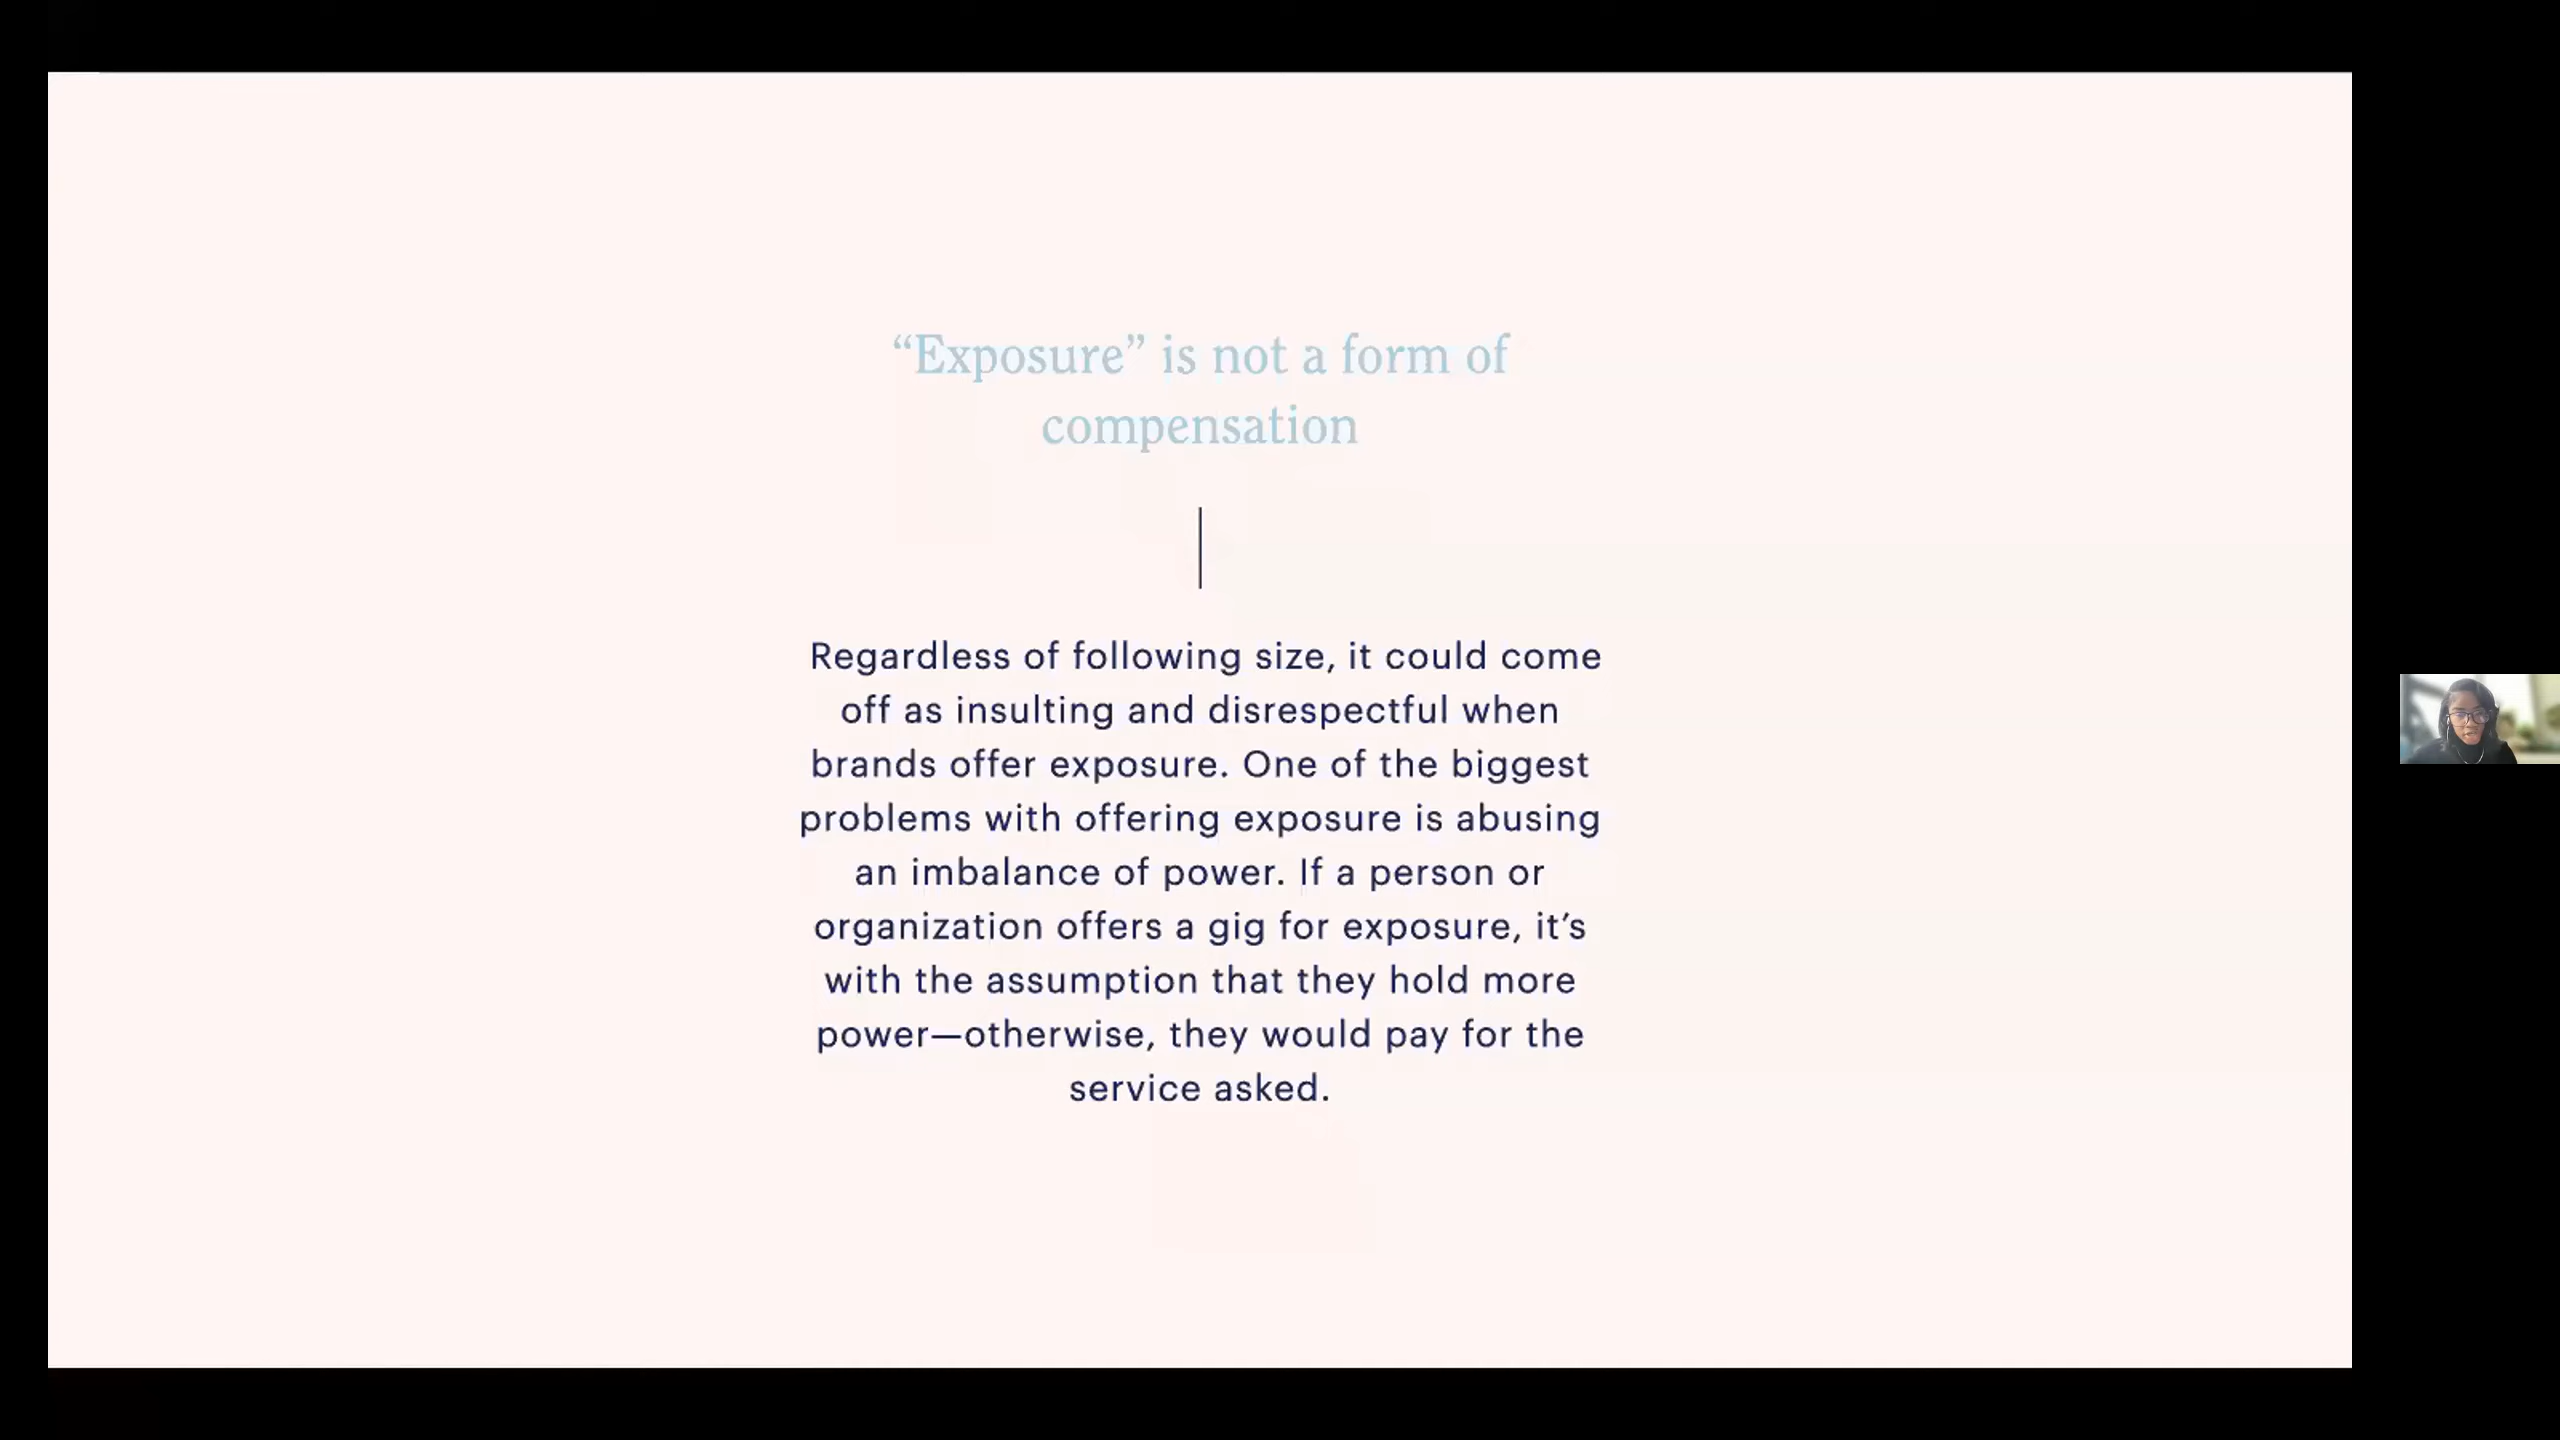 “Exposure” is not a form of
compensation
Regardless of following size, it could come
off as insulting and disrespectful when
brands offer exposure. One of the biggest
problems with offering exposure is abusing
an imbalance of power. If a person or
organization offers a gig for exposure, it’s
with the assumption that they hold more
power—otherwise, they would pay for the
service asked.